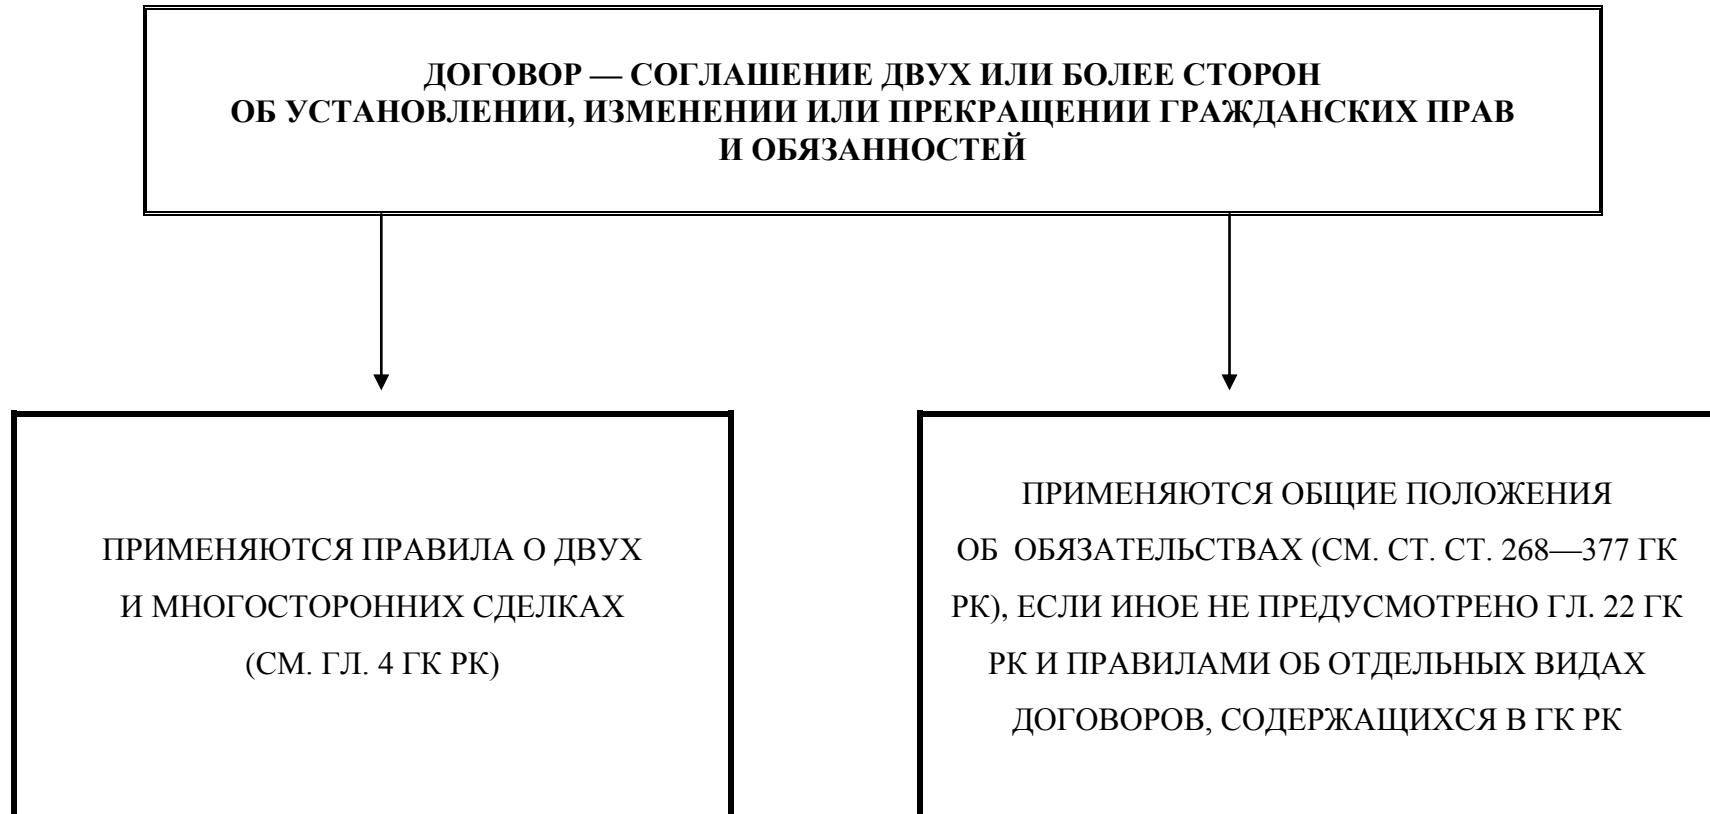 ДОГОВОР — СОГЛАШЕНИЕ ДВУХ ИЛИ БОЛЕЕ СТОРОН
ОБ УСТАНОВЛЕНИИ, ИЗМЕНЕНИИ ИЛИ ПРЕКРАЩЕНИИ ГРАЖДАНСКИХ ПРАВ
И ОБЯЗАННОСТЕЙ
ПРИМЕНЯЮТСЯ ПРАВИЛА О ДВУХ
И МНОГОСТОРОННИХ СДЕЛКАХ
(СМ. ГЛ. 4 ГК РК)
ПРИМЕНЯЮТСЯ ОБЩИЕ ПОЛОЖЕНИЯ
ОБ ОБЯЗАТЕЛЬСТВАХ (СМ. СТ. СТ. 268—377 ГК
РК), ЕСЛИ ИНОЕ НЕ ПРЕДУСМОТРЕНО ГЛ. 22 ГК
РК И ПРАВИЛАМИ ОБ ОТДЕЛЬНЫХ ВИДАХ
ДОГОВОРОВ, СОДЕРЖАЩИХСЯ В ГК РК